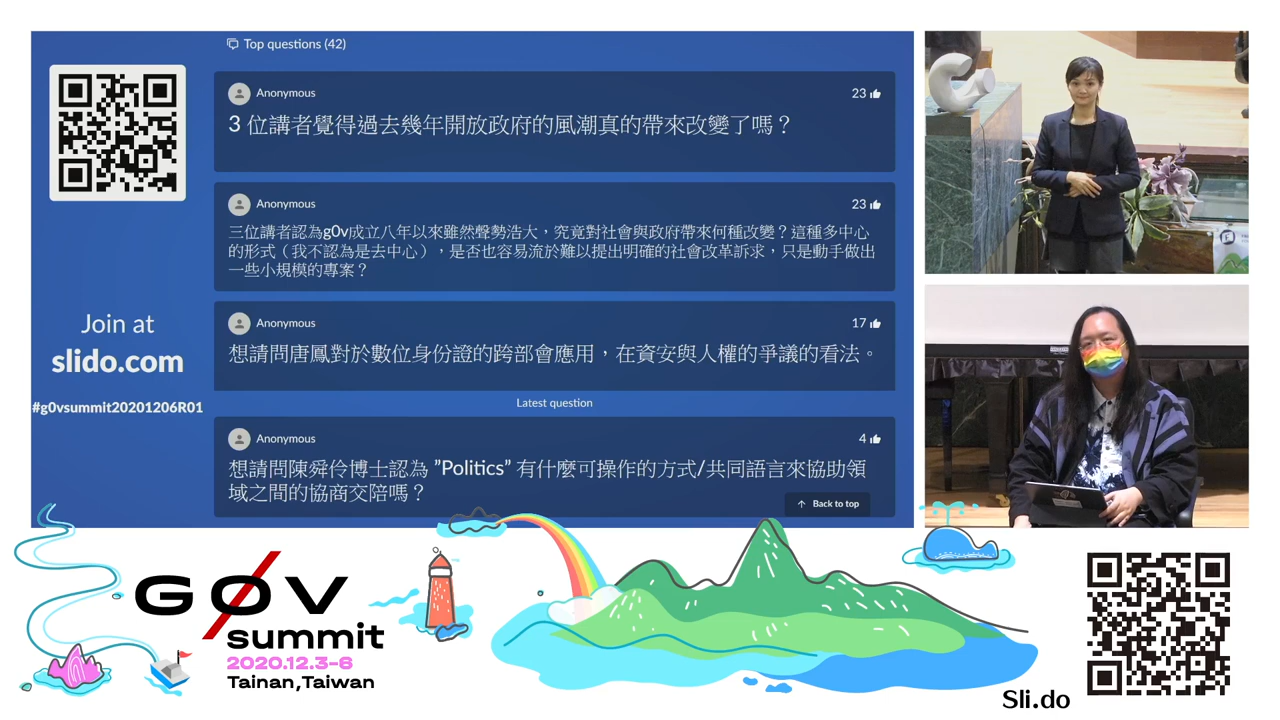 Top questions (42)
Anonymous
23
3 位講者覺得過去幾年開放政府的風潮真的帶來改變了嗎？
Anonymous
23
三位講者認為g0v成立八年以來雖然聲勢浩大，究竟對社會與政府帶來何種改變？這種多中心
的形式（我不認為是去中心），是否也容易流於難以提出明確的社會改革訴求，只是動手做出
一些小規模的專案？
Anonymous
17
想請問唐鳳對於數位身份證的跨部會應用，在資安與人權的爭議的看法。
Latest question
Anonymous
4
想請問陳舜伶博士認為 ”Politics” 有什麼可操作的方式/共同語言來協助領
域之間的協商交陪嗎？
Back to top
Join at
slido.com
#g0vsummit20201206R01
G0V
summit
2020.12.3-6
Tainan,Taiwan
Sli.do